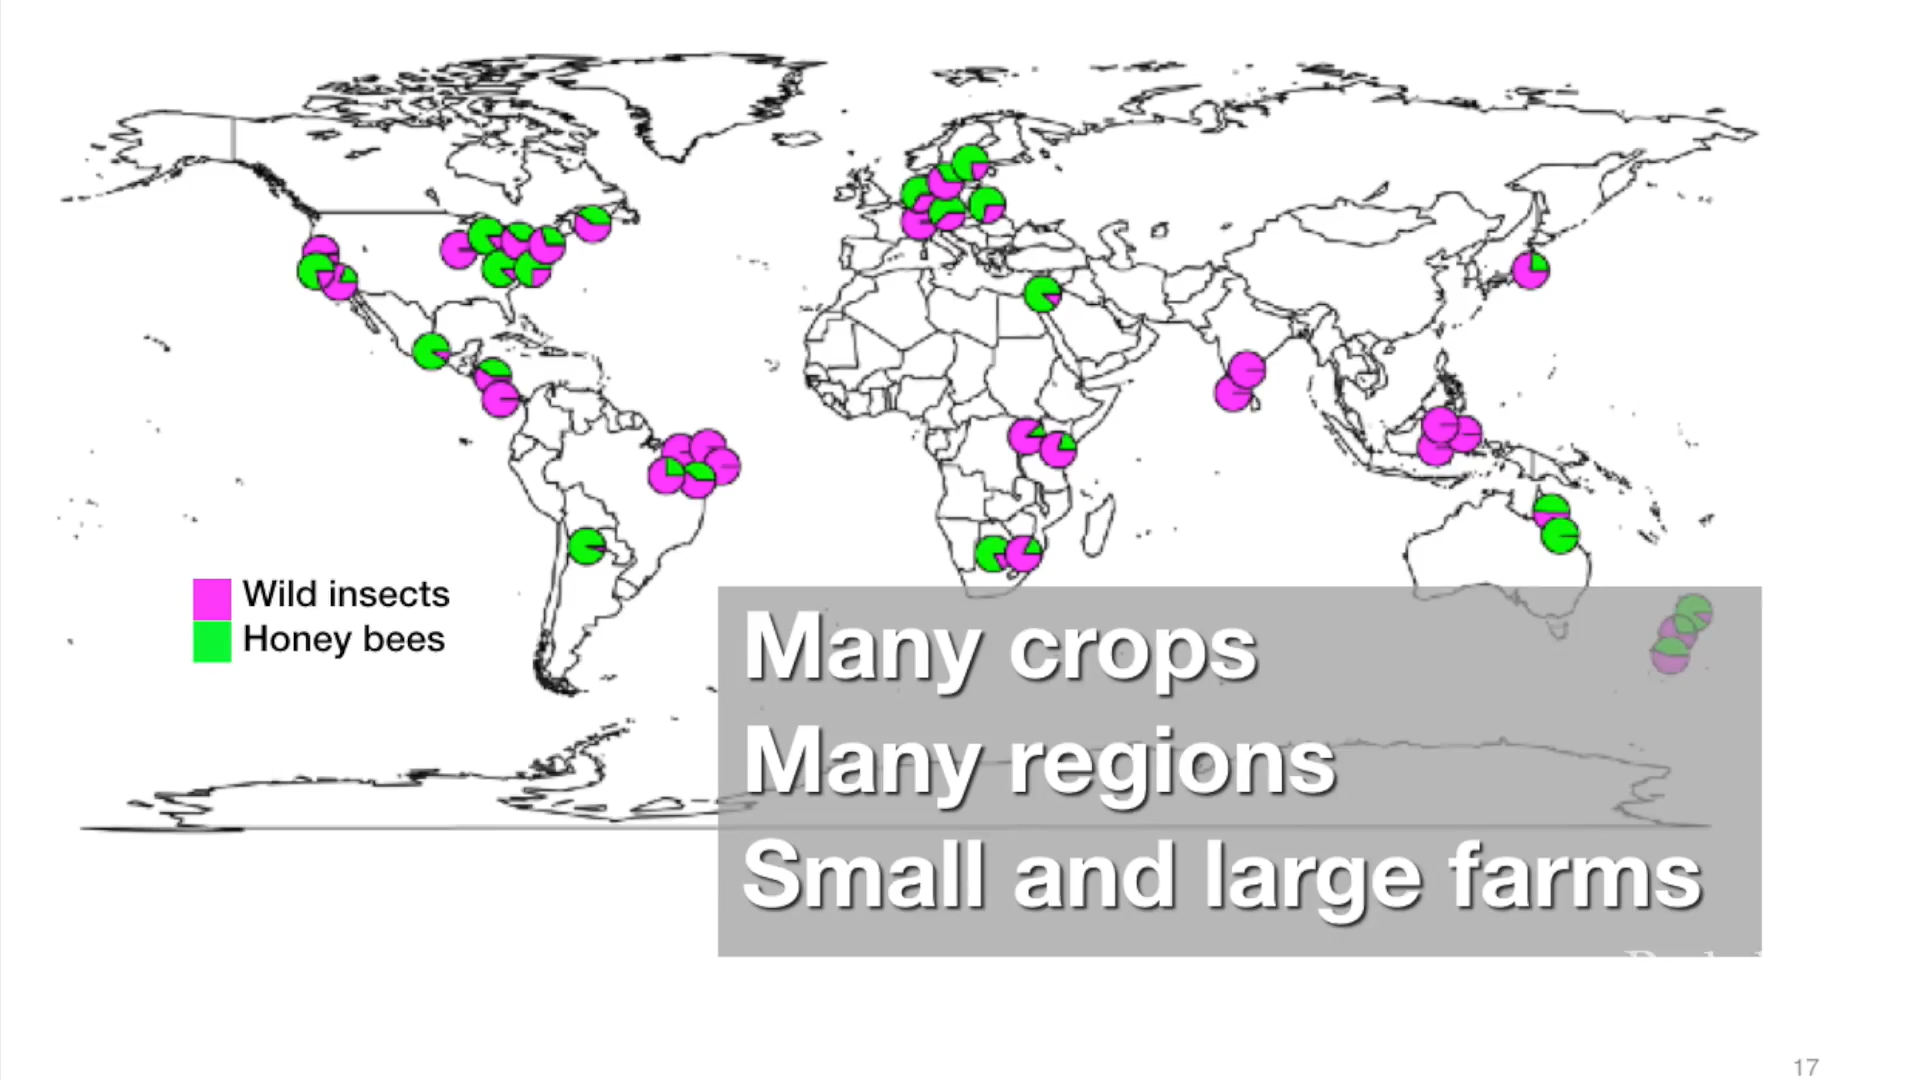 Wild insects
Honey bees
Many crops
Many regions
Small and large farms
17